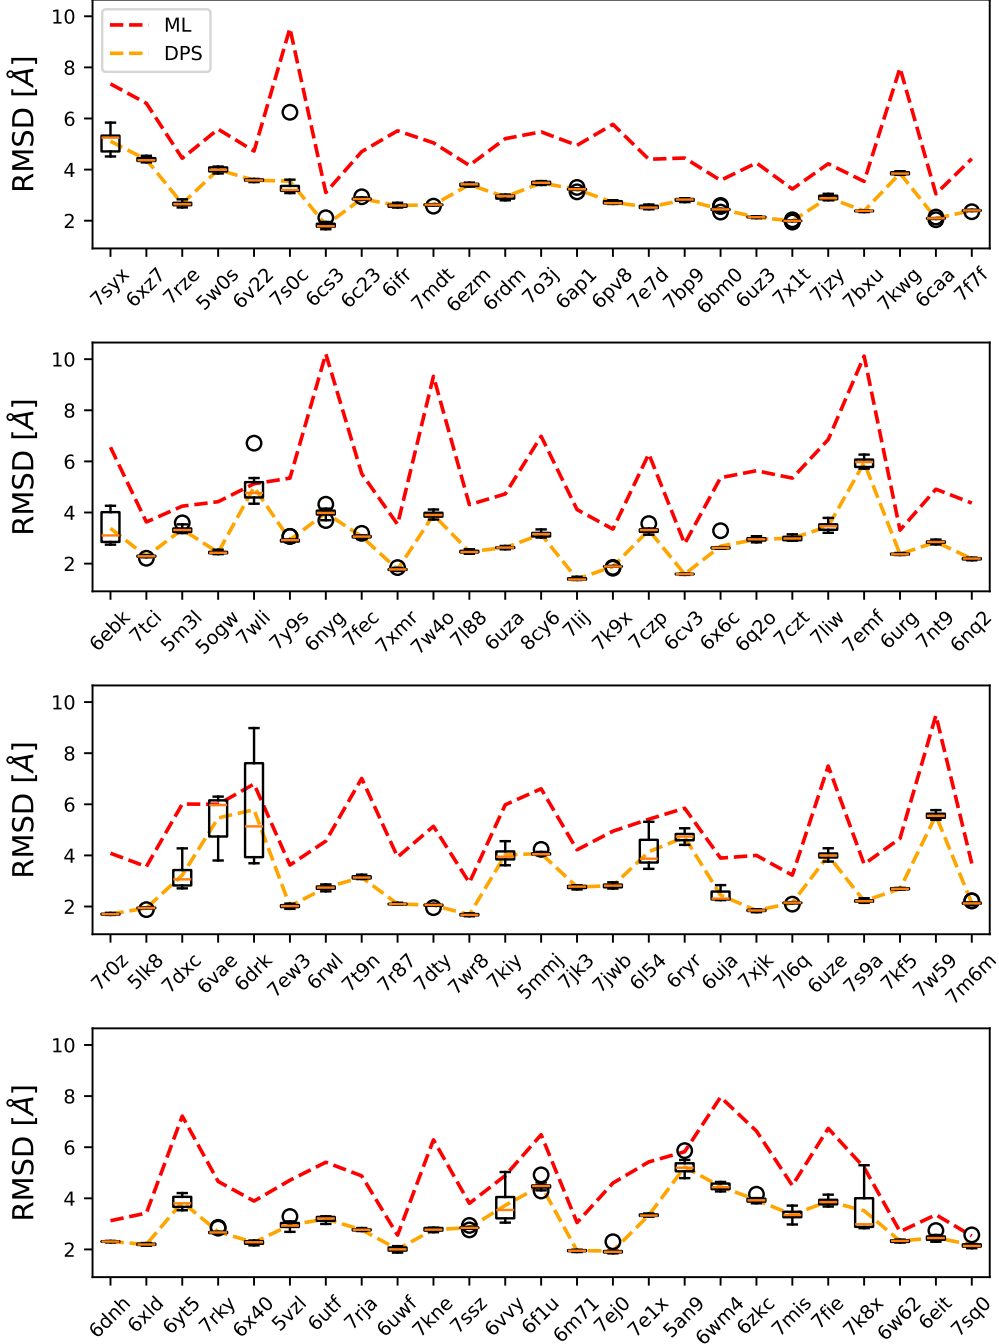 ML
DPS
RMSD [Å]
10
8
6
4
2
7syx 6xz7 7rze 5w0s 6v22 7s0c 6cs3 6c23 6ifr 7mdt 6ezm 6rdm 7o3j 6ap1 6pv8 7e7d 7bp9 6bm0 6uz3 7x1t 7jzy 7bxu 7kwg 6caa 7f7f
RMSD [Å]
10
8
6
4
2
6ebk 7tci 5m3l 5ogw 7wli 7y9s 6nyg 7fec 7xmr 7w4o 7l88 6uza 8cy6 7lij 7k9x 7czp 6cv3 6x6c 6q2o 7czt 7liw 7emf 6urg 7nt9 6nq2
RMSD [Å]
10
8
6
4
2
7r0z 5lk8 7dxc 6vae 6drk 7ew3 6rwl 7t9n 7r87 7dty 7wr8 7kiy 5nmj 7jk3 7jwb 6l54 6ryr 6uja 7xjk 7l6q 6uze 7s9a 7kf5 7w59 7m6m
RMSD [Å]
10
8
6
4
2
6dnh 6xld 6yt5 7rky 6x40 5vzl 6utf 7rja 6uwf 7kne 7ssz 6vvy 6f1u 6m71 7ej0 7e1x 5an9 6wm4 6zkc 7mis 7fie 7k8x 6w62 6eit 7sq0